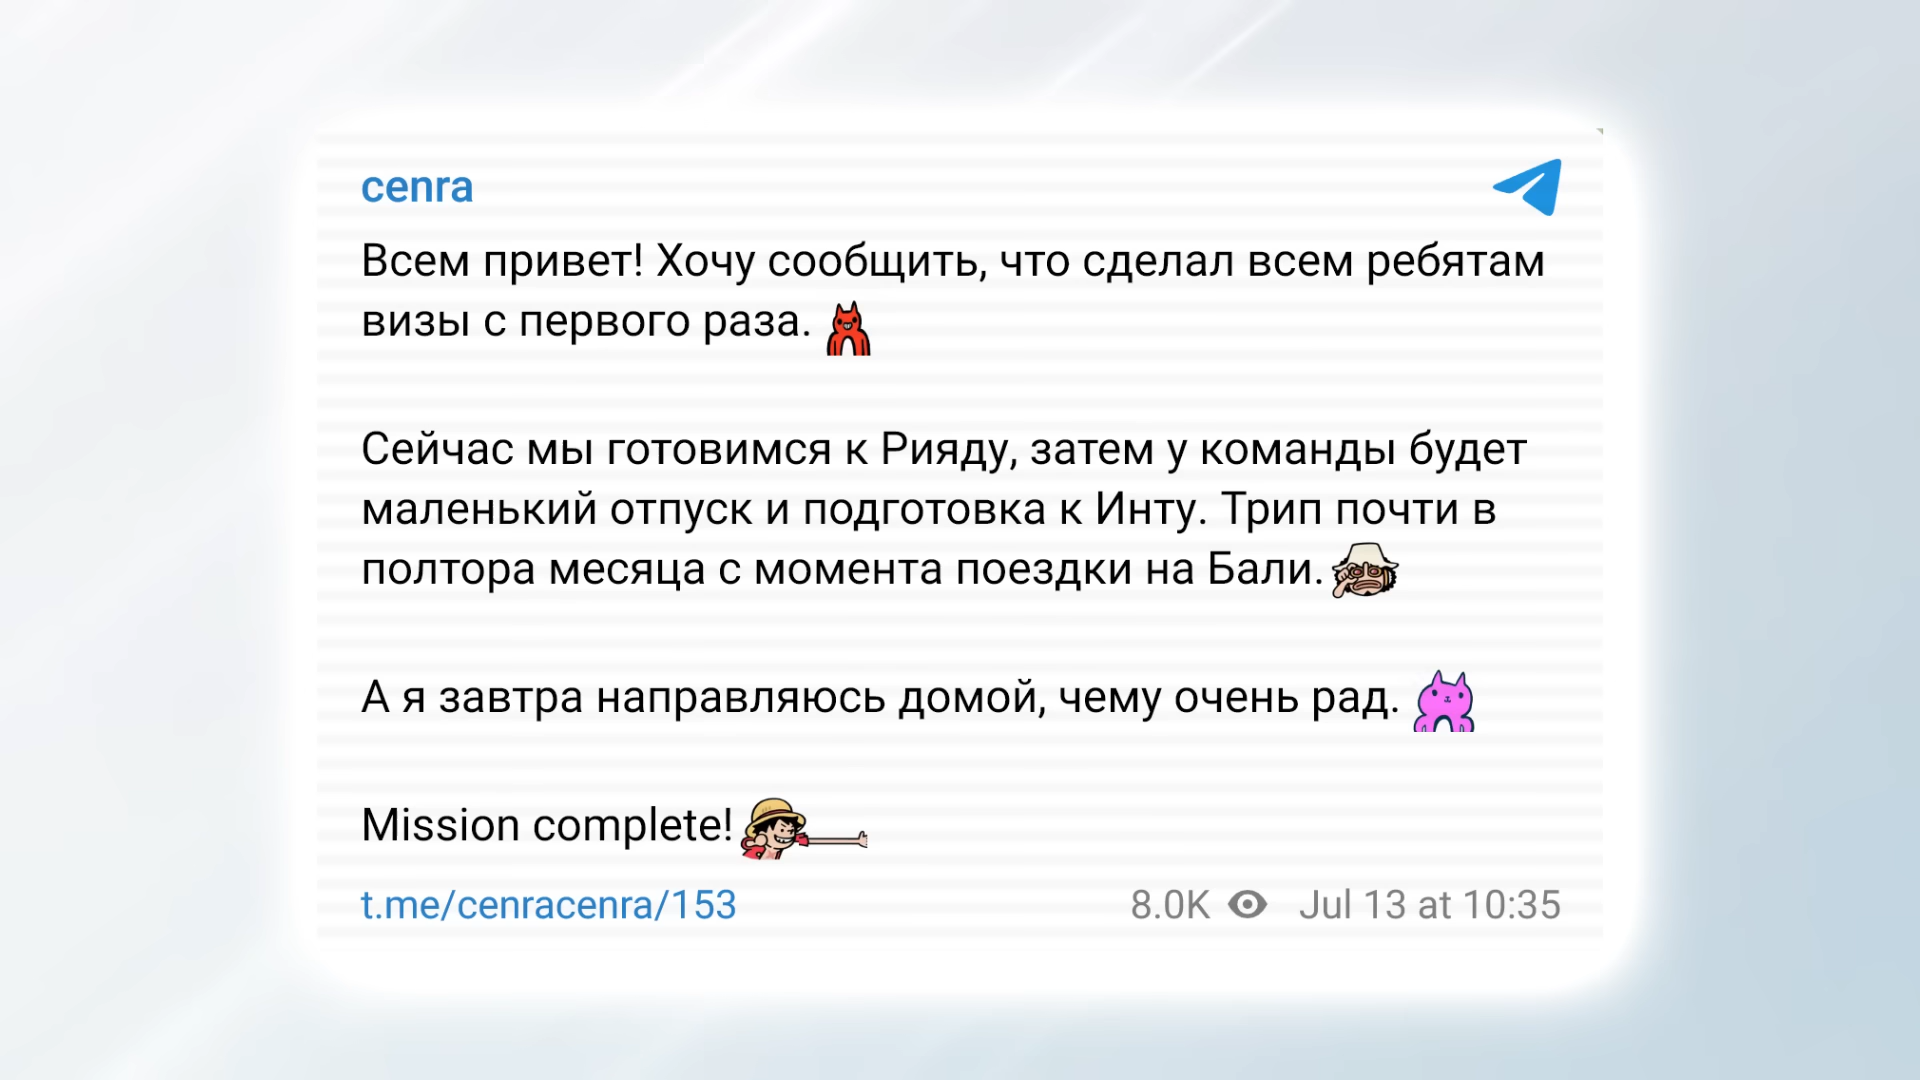 cenra
Всем привет! Хочу сообщить, что сделал всем ребятам
визы с первого раза.
Сейчас мы готовимся к Рияду, затем у команды будет
маленький отпуск и подготовка к Инту. Трип почти в
полтора месяца с момента поездки на Бали.
А я завтра направляюсь домой, чему очень рад.
Mission complete!
t.me/cenracenra/153
8.0K Jul 13 at 10:35